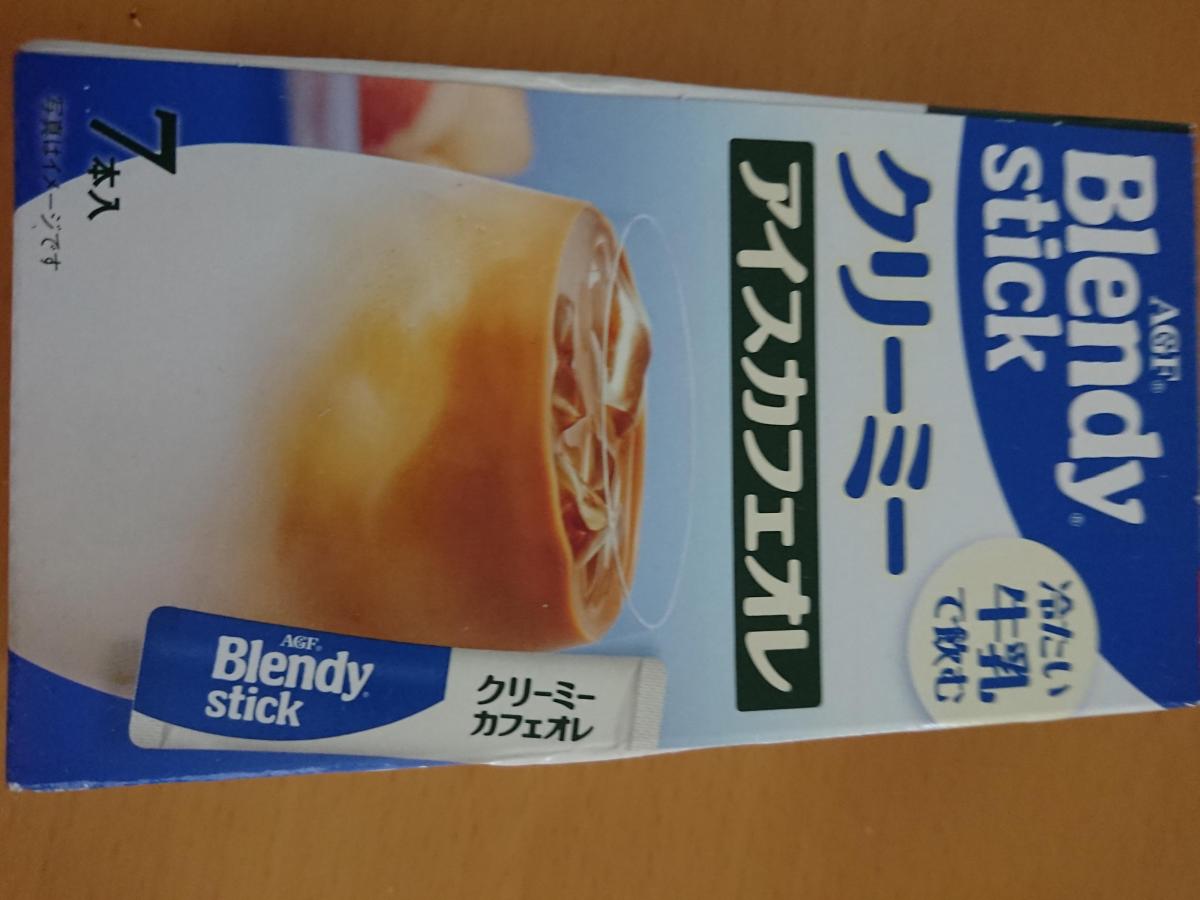 AGF®
Blendy®
stick
冷たい
牛乳
で飲む
クリーミー
アイスカフェオレ
7本入
写真はイメージです
AGF®
Blendy®
stick
クリーミー
カフェオレ